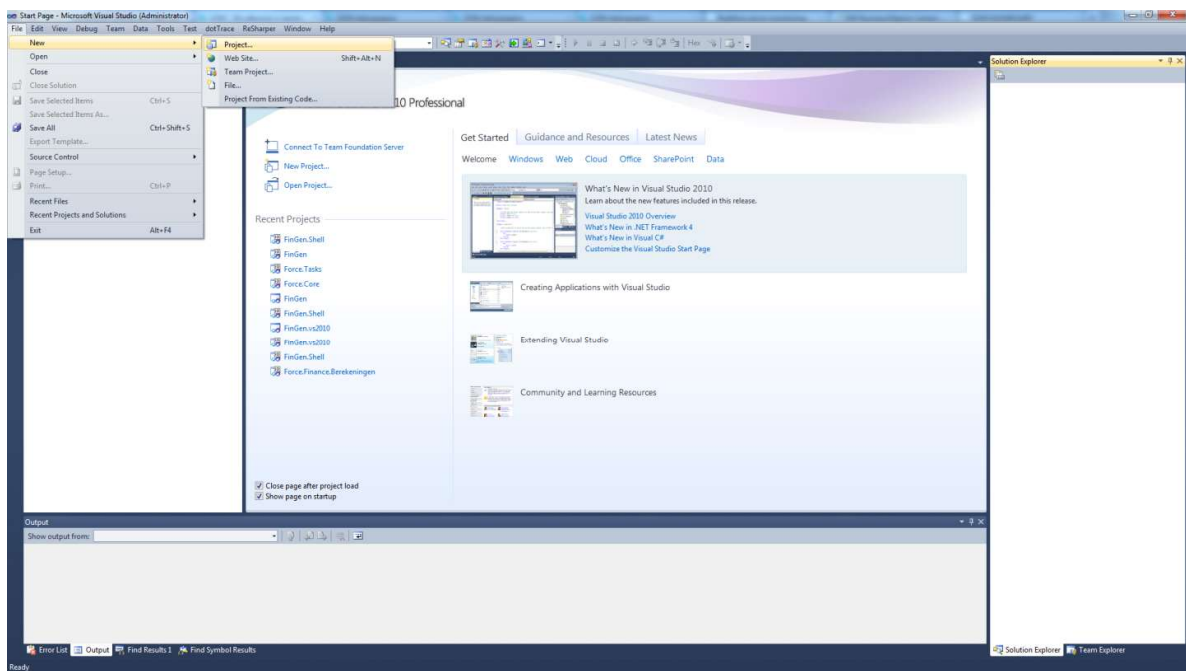 Start Page - Microsoft Visual Studio (Administrator)
File Edit View Debug Team Data Tools Test dotTrace ReSharper Window Help
New
Open
Close
Close Solution
Save Selected Items Ctrl+S
Save Selected Items As...
Save All Ctrl+Shift+S
Export Template...
Source Control
Page Setup...
Print... Ctrl+P
Recent Files
Recent Projects and Solutions
Exit Alt+F4
Project...
Web Site... Shift+Alt+N
Team Project...
File...
Project From Existing Code...
Hex
10 Professional
Connect To Team Foundation Server
New Project...
Open Project...
Recent Projects
FinGen.Shell
FinGen
Force.Tasks
Force.Core
FinGen
FinGen.Shell
FinGen.vs2010
FinGen.vs2010
FinGen.Shell
Force.Finance.Berekeningen
Close page after project load
Show page on startup
Get Started Guidance and Resources Latest News
Welcome Windows Web Cloud Office SharePoint Data
What's New in Visual Studio 2010
Learn about the new features included in this release.
Visual Studio 2010 Overview
What's New in .NET Framework 4
What's New in Visual C#
Customize the Visual Studio Start Page
Creating Applications with Visual Studio
Extending Visual Studio
Community and Learning Resources
Solution Explorer
Output
Show output from:
Error List Output Find Results 1 Find Symbol Results
Solution Explorer Team Explorer
Ready